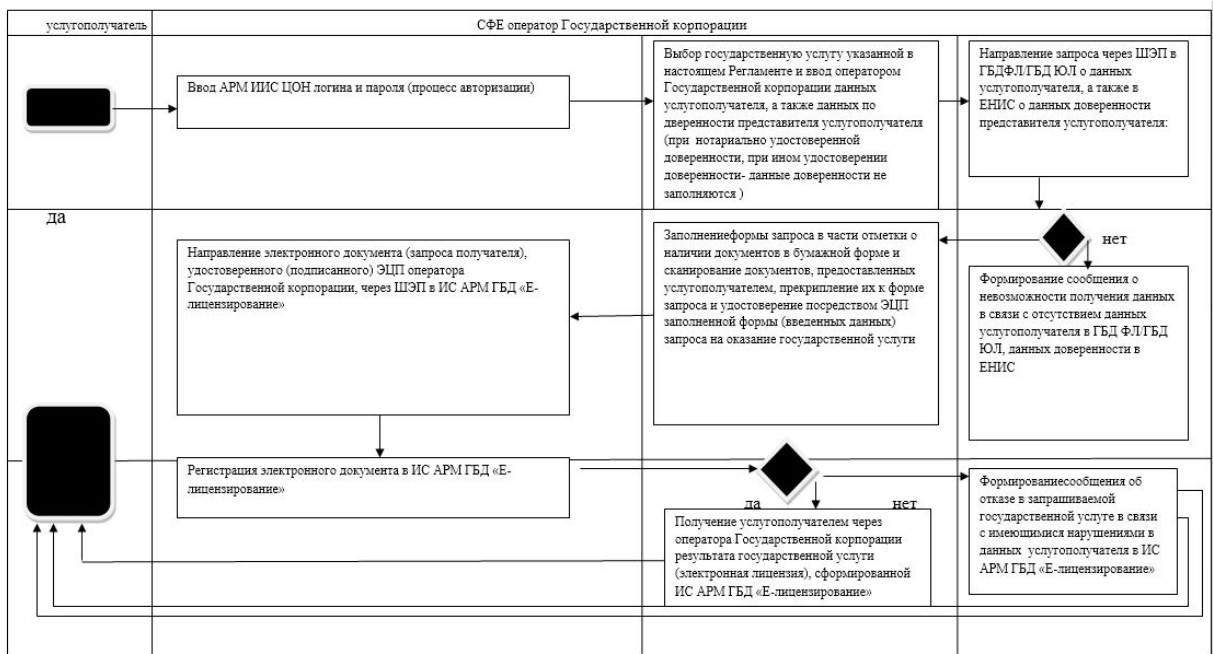 услугополучатель
СФЕ оператор Государственной корпорации
Ввод АРМ ИИС ЦОН логина и пароля (процесс авторизации)
Выбор государственную услугу указанной в
настоящем Регламенте и ввод оператором
Государственной корпорации данных
услугополучателя, а также данных по
дверенности представителя услугополучателя
(при нотариально удостоверенной
доверенности, при ином удостоверении
доверенности- данные доверенности не
заполняются )
Направление запроса через ШЭП в
ГБДФЛ/ГБД ЮЛ о данных
услугополучателя, а также в
ЕНИС о данных доверенности
представителя услугополучателя:
да
Направление электронного документа (запроса получателя),
удостоверенного (подписанного) ЭЦП оператора
Государственной корпорации, через ШЭП в ИС АРМ ГБД «Е-
лицензирование»
Заполнениеформы запроса в части отметки о
наличии документов в бумажной форме и
сканирование документов, предоставленных
услугополучателем, прекрипление их к форме
запроса и удостоверение посредством ЭЦП
заполненной формы (введенных данных)
запроса на оказание государственной услуги
нет
Формирование сообщения о
невозможности получения данных
в связи с отсутствием данных
услугополучателя в ГБД ФЛ/ГБД
ЮЛ, данных доверенности в
ЕНИС
Регистрация электронного документа в ИС АРМ ГБД «Е-
лицензирование»
да
нет
Получение услугополучателем через
оператора Государственной корпорации
результата государственной услуги
(электронная лицензия), сформированной
ИС АРМ ГБД «Е-лицензирование»
Формированиесообщения об
отказе в запрашиваемой
государственной услуге в связи
с имеющимися нарушениями в
данных услугополучателя в ИС
АРМ ГБД «Е-лицензирование»